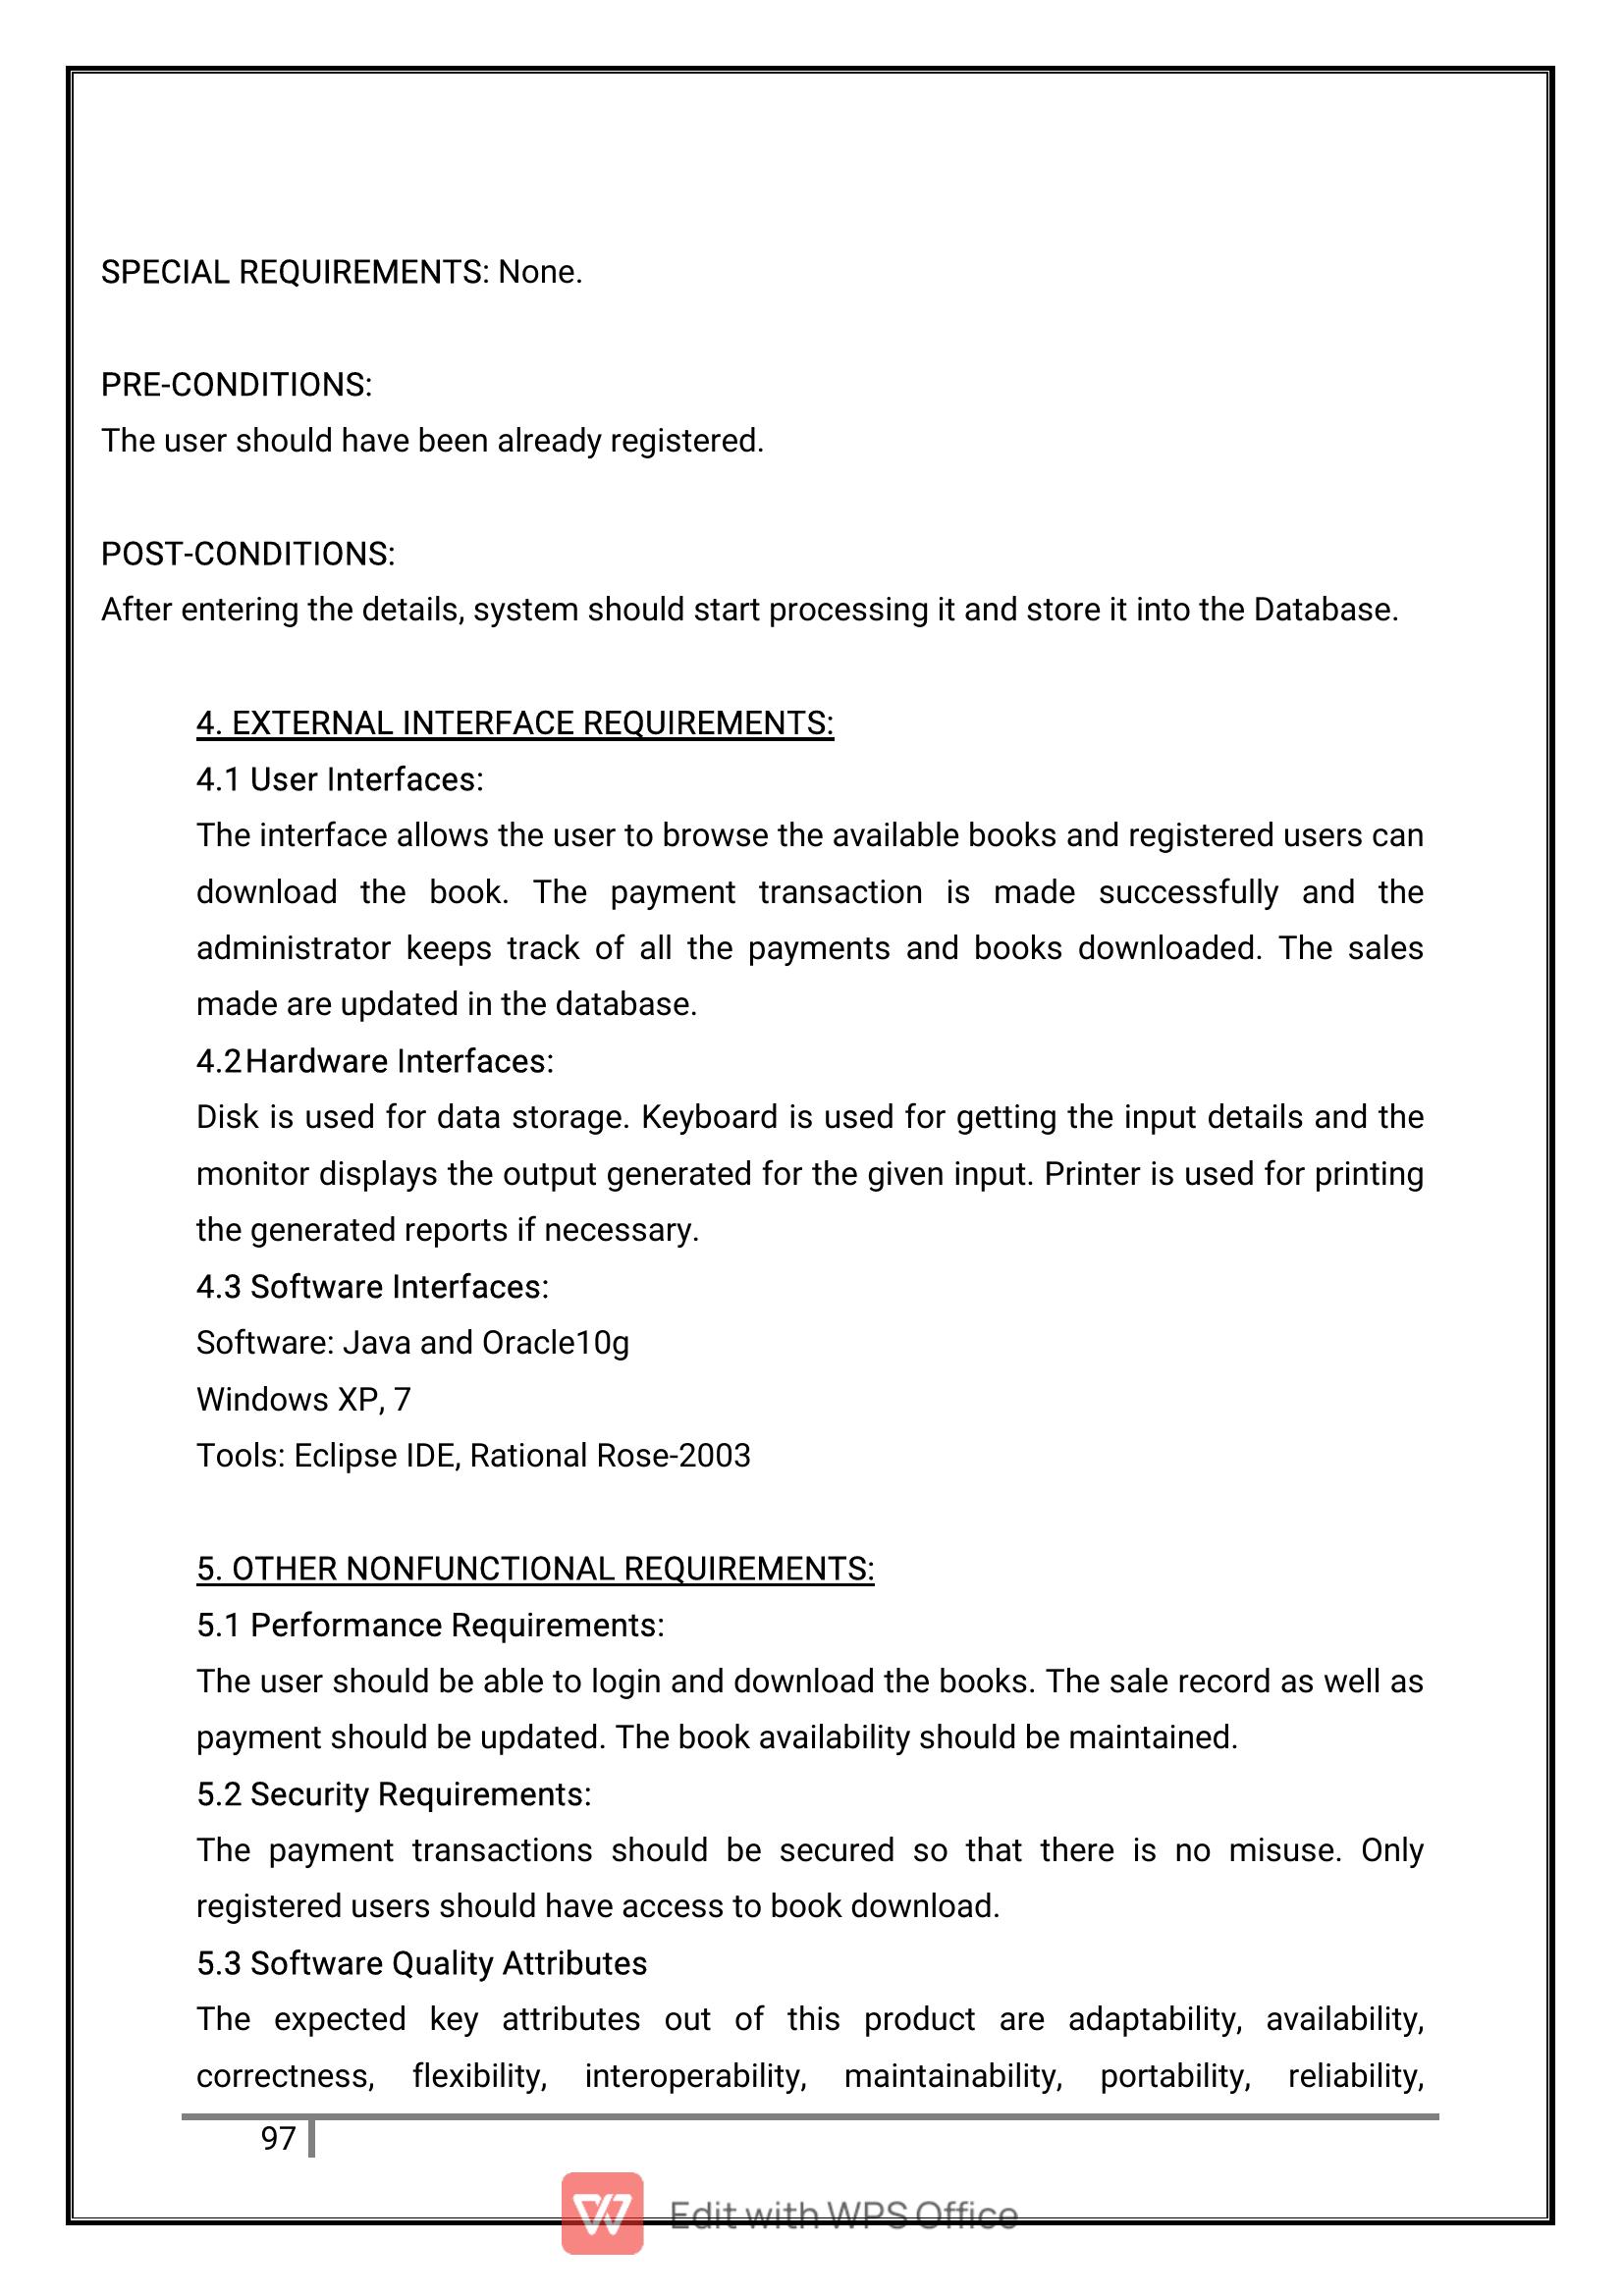 SPECIAL REQUIREMENTS: None.
PRE-CONDITIONS:
The user should have been already registered.
POST-CONDITIONS:
After entering the details, system should start processing it and store it into the Database.
4. EXTERNAL INTERFACE REQUIREMENTS:
4.1 User Interfaces:
The interface allows the user to browse the available books and registered users can
download the book. The payment transaction is made successfully and the
administrator keeps track of all the payments and books downloaded. The sales
made are updated in the database.
4.2Hardware Interfaces:
Disk is used for data storage. Keyboard is used for getting the input details and the
monitor displays the output generated for the given input. Printer is used for printing
the generated reports if necessary.
4.3 Software Interfaces:
Software: Java and Oracle10g
Windows XP, 7
Tools: Eclipse IDE, Rational Rose-2003
5. OTHER NONFUNCTIONAL REQUIREMENTS:
5.1 Performance Requirements:
The user should be able to login and download the books. The sale record as well as
payment should be updated. The book availability should be maintained.
5.2 Security Requirements:
The payment transactions should be secured so that there is no misuse. Only
registered users should have access to book download.
5.3 Software Quality Attributes
The expected key attributes out of this product are adaptability, availability,
correctness, flexibility, interoperability, maintainability, portability, reliability,
97
Edit with WPS Office